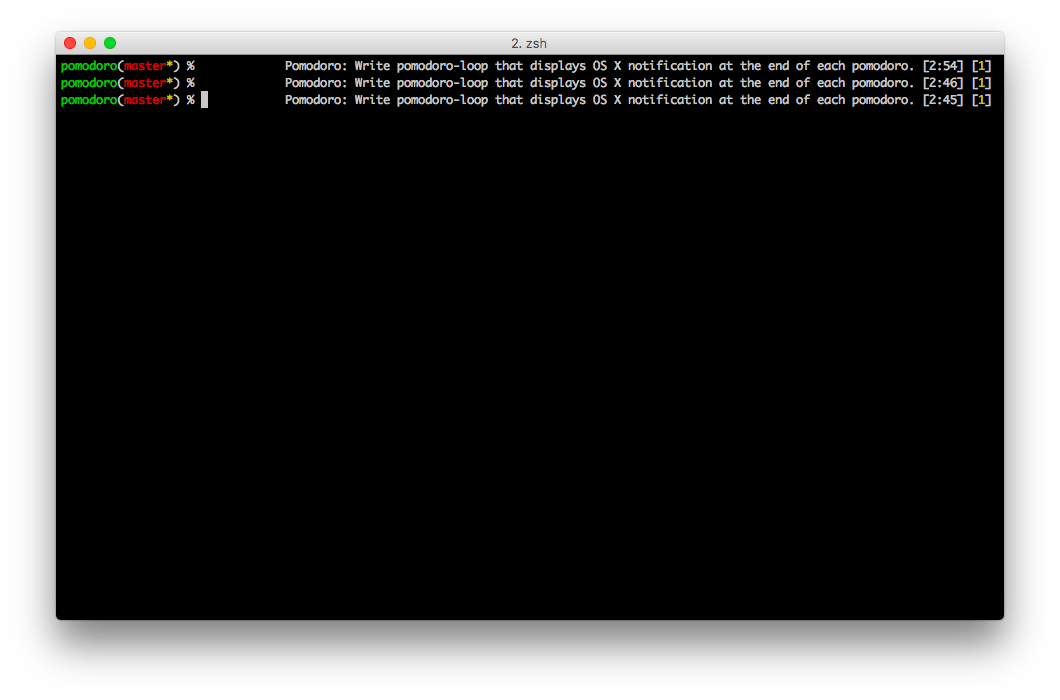 2. zsh
pomodoro(master*) % Pomodoro: Write pomodoro-loop that displays OS X notification at the end of each pomodoro. [2:54] [1]
pomodoro(master*) % Pomodoro: Write pomodoro-loop that displays OS X notification at the end of each pomodoro. [2:46] [1]
pomodoro(master*) % Pomodoro: Write pomodoro-loop that displays OS X notification at the end of each pomodoro. [2:45] [1]